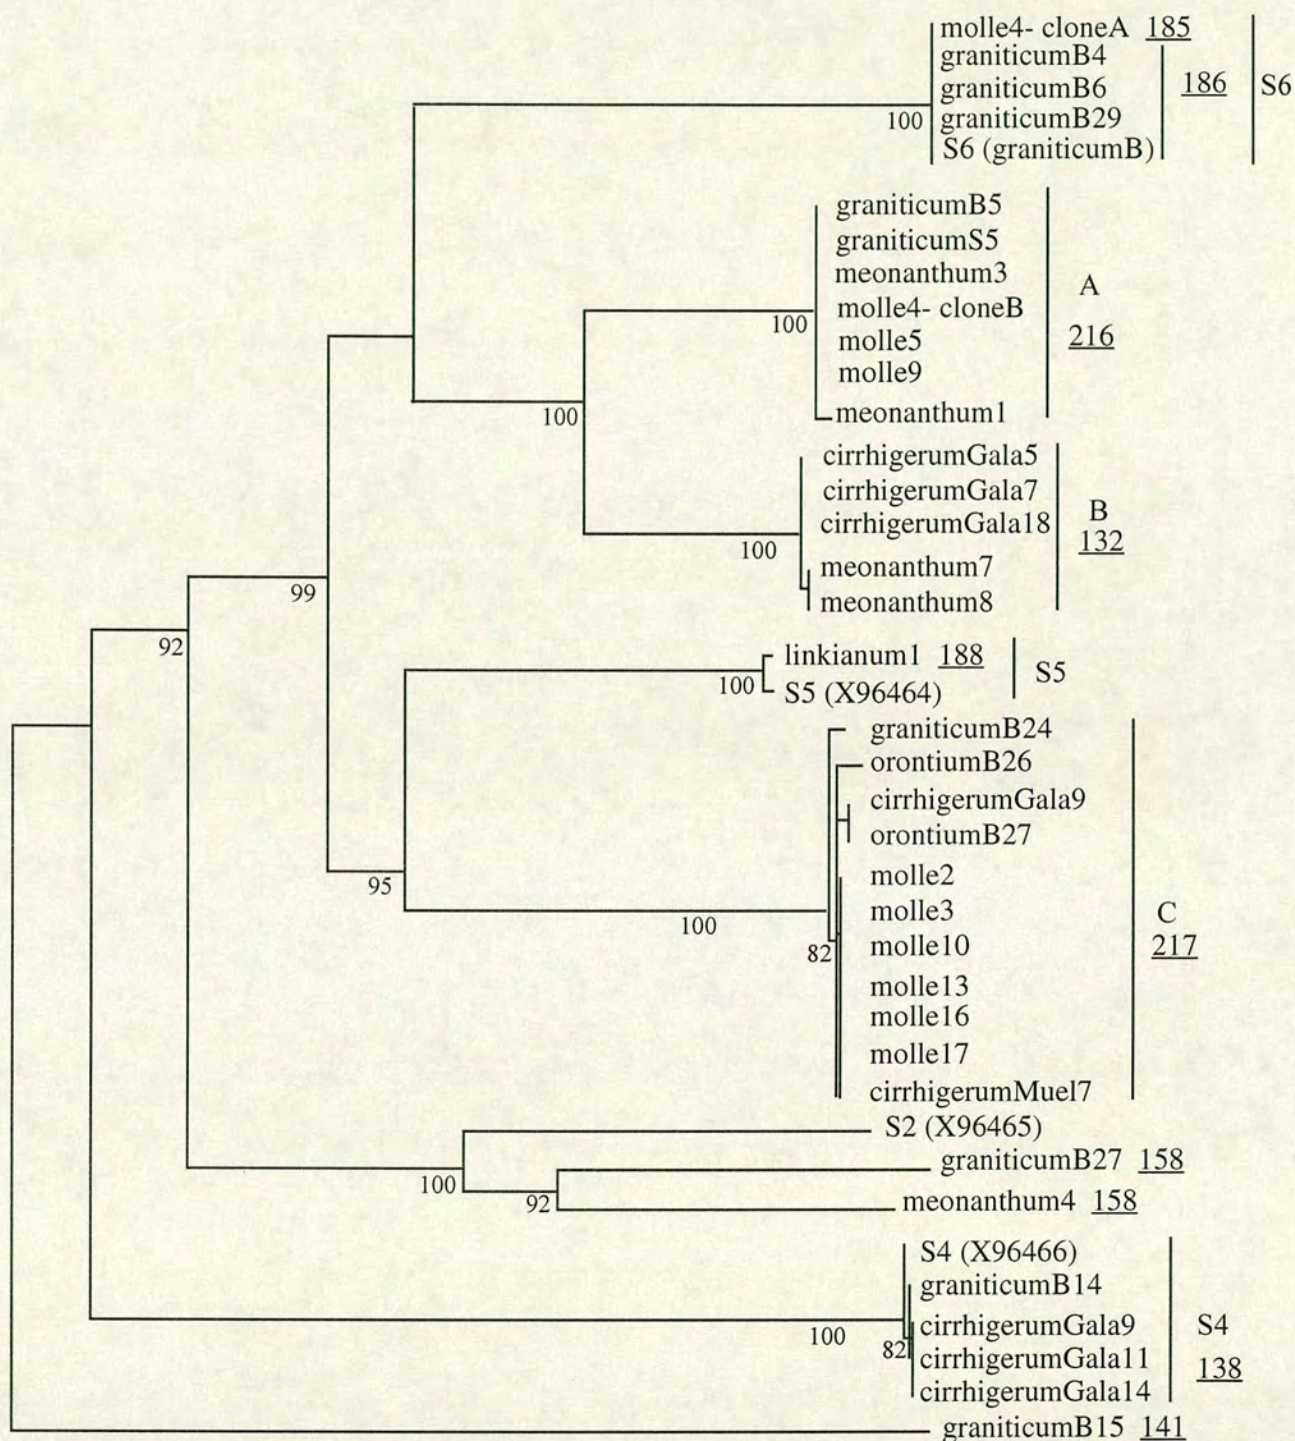 molle4- cloneA 185
graniticumB4
graniticumB6 186 S6
graniticumB29
100
S6 (graniticumB)
graniticumB5
graniticumS5
meonanthum3
A
molle4- cloneB
100
molle5
216
molle9
meonanthum1
100
cirrhigerumGala5
cirrhigerumGala7
B
cirrhigerumGala18
132
100
meonanthum7
99
meonanthum8
92
linkianum1 188
S5
100
S5 (X96464)
graniticumB24
orontiumB26
cirrhigerumGala9
orontiumB27
molle2
95
molle3
C
100
molle10
82
217
molle13
molle16
molle17
cirrhigerumMuel7
S2 (X96465)
graniticumB27 158
100
92
meonanthum4 158
S4 (X96466)
graniticumB14
cirrhigerumGala9
S4
100
82
cirrhigerumGala11
138
cirrhigerumGala14
graniticumB15 141